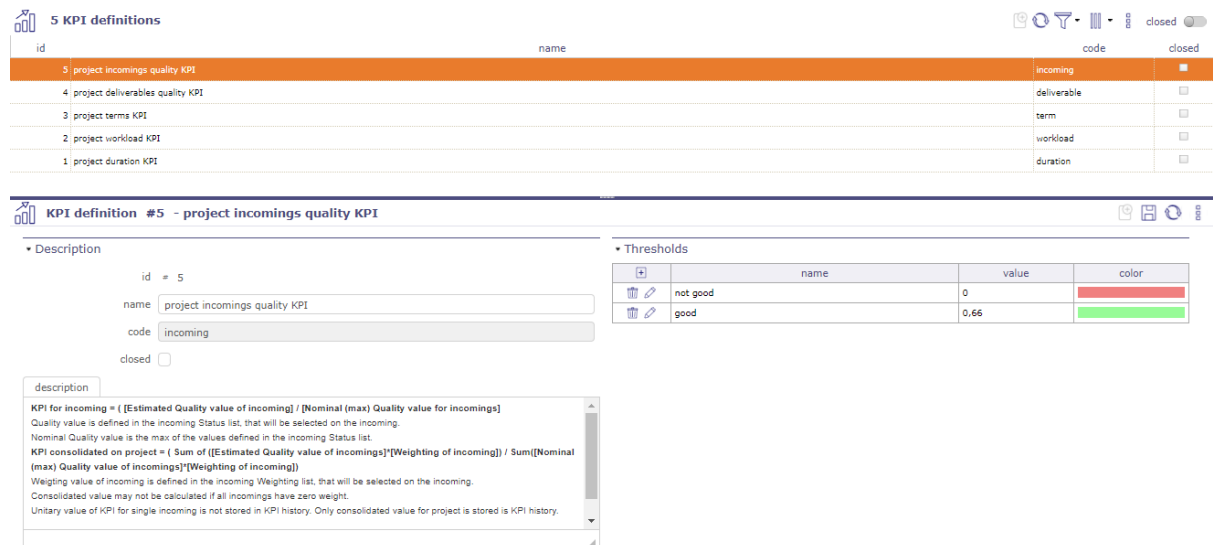 5 KPI definitions
closed
id name code closed
5 project incomings quality KPI incoming
4 project deliverables quality KPI deliverable
3 project terms KPI term
2 project workload KPI workload
1 project duration KPI duration
KPI definition #5 - project incomings quality KPI
Description
id # 5
name project incomings quality KPI
code incoming
closed
description
KPI for incoming = ( [Estimated Quality value of incoming] / [Nominal (max) Quality value for incomings]
Quality value is defined in the incoming Status list, that will be selected on the incoming.
Nominal Quality value is the max of the values defined in the incoming Status list.
KPI consolidated on project = ( Sum of ([Estimated Quality value of incomings]*[Weighting of incoming]) / Sum([Nominal
(max) Quality value of incomings]*[Weighting of incoming])
Weigting value of incoming is defined in the incoming Weighting list, that will be selected on the incoming.
Consolidated value may not be calculated if all incomings have zero weight.
Unitary value of KPI for single incoming is not stored in KPI history. Only consolidated value for project is stored is KPI history.
Thresholds
name value color
not good 0
good 0,66